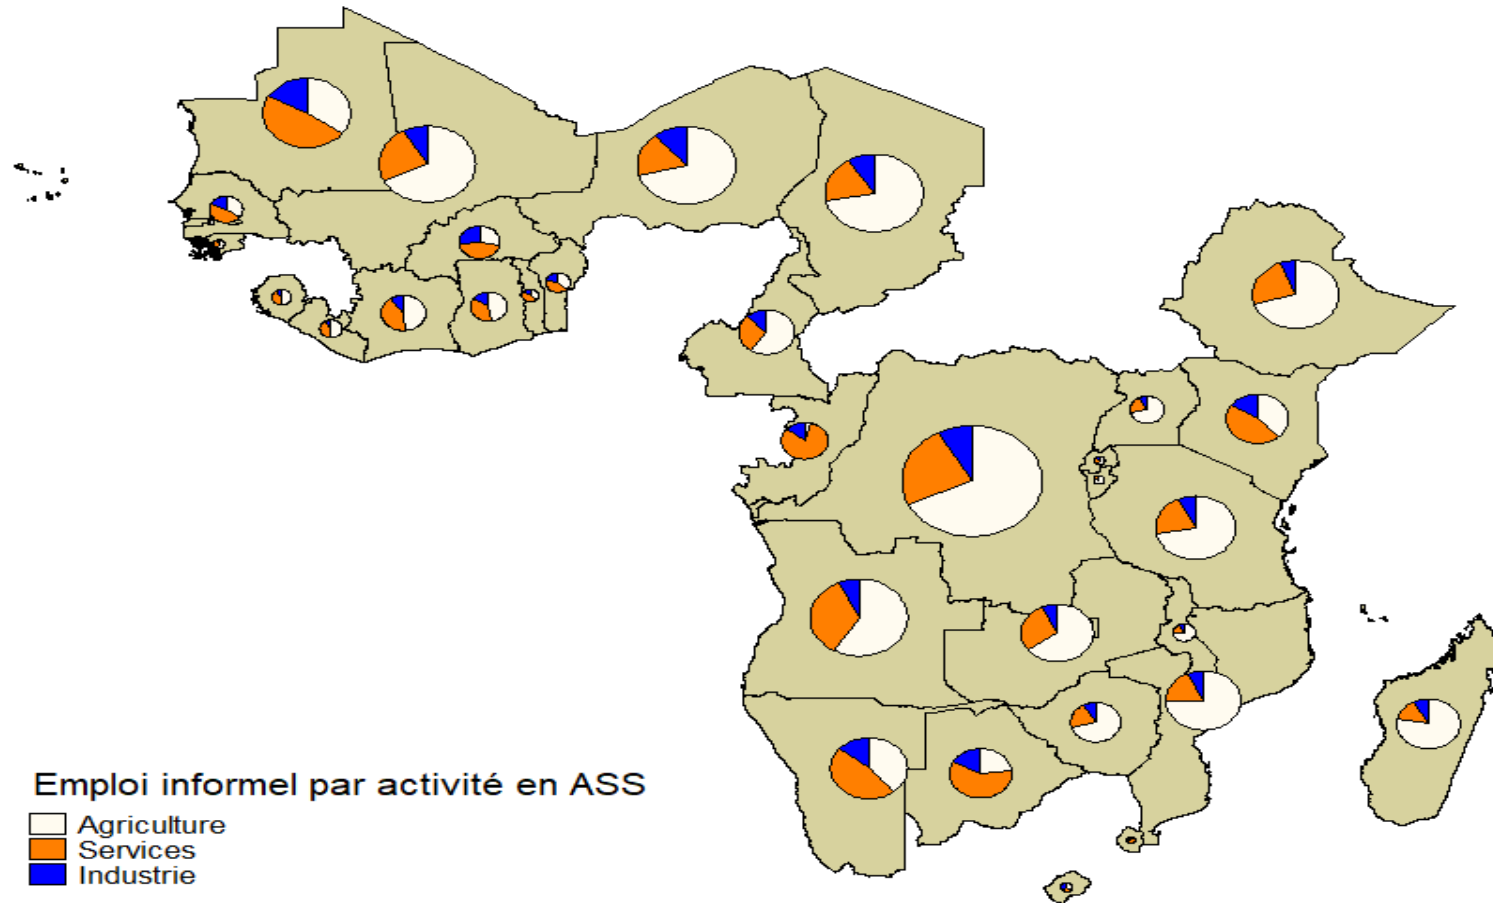 Emploi informel par activité en ASS
Agriculture
Services
Industrie